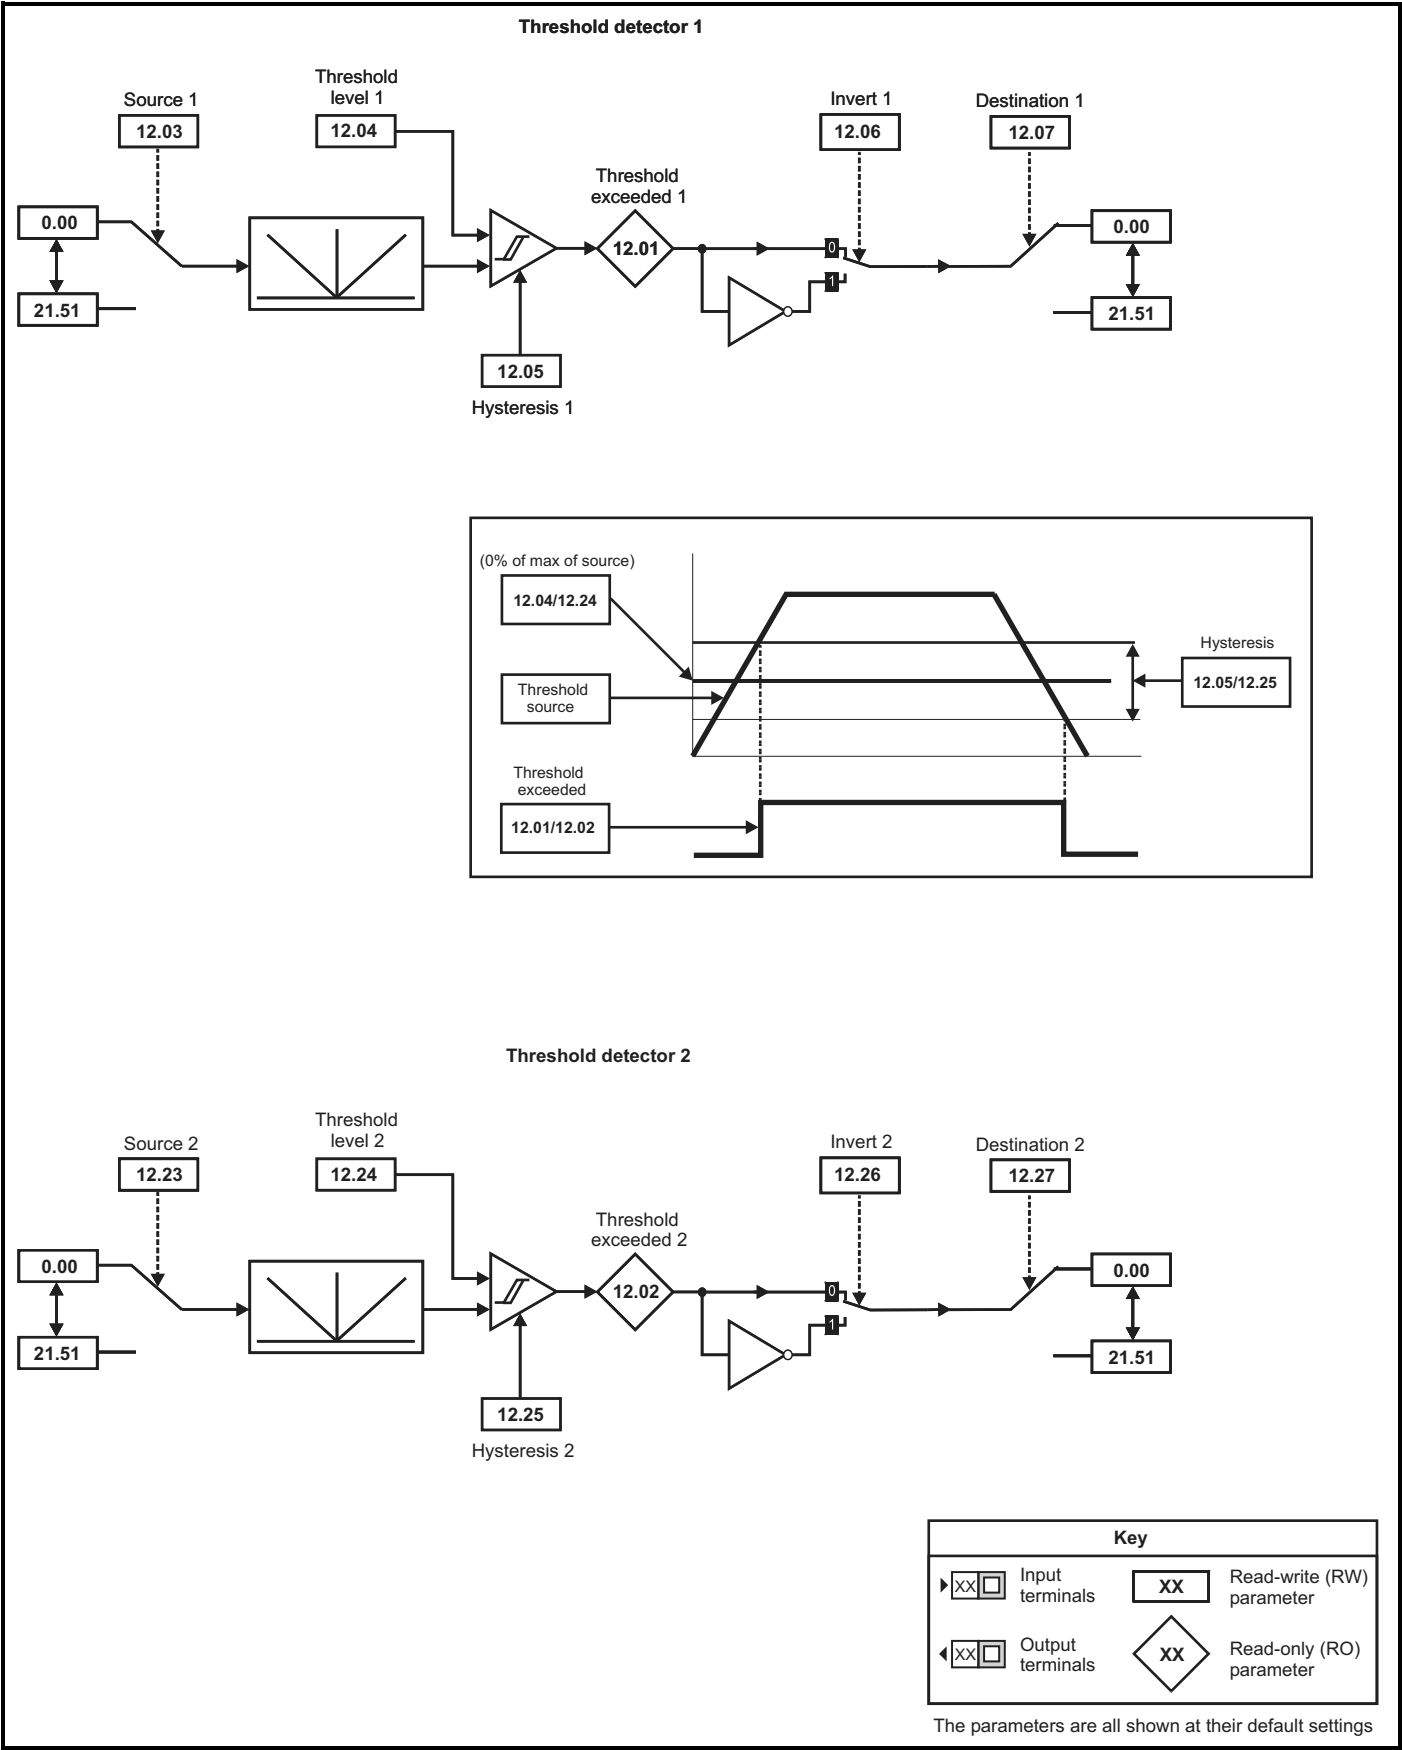 Threshold detector 1
Source 1
12.03
Threshold
level 1
12.04
Invert 1
12.06
Destination 1
12.07
Threshold
exceeded 1
12.01
0.00
21.51
0
1
0.00
21.51
12.05
Hysteresis 1
(0% of max of source)
12.04/12.24
Threshold
source
Hysteresis
12.05/12.25
Threshold
exceeded
12.01/12.02
Threshold detector 2
Source 2
12.23
Threshold
level 2
12.24
Invert 2
12.26
Destination 2
12.27
Threshold
exceeded 2
12.02
0.00
21.51
0
1
0.00
21.51
12.25
Hysteresis 2
Key
XX
Input
terminals
XX
Read-write (RW)
parameter
XX
Output
terminals
XX
Read-only (RO)
parameter
The parameters are all shown at their default settings